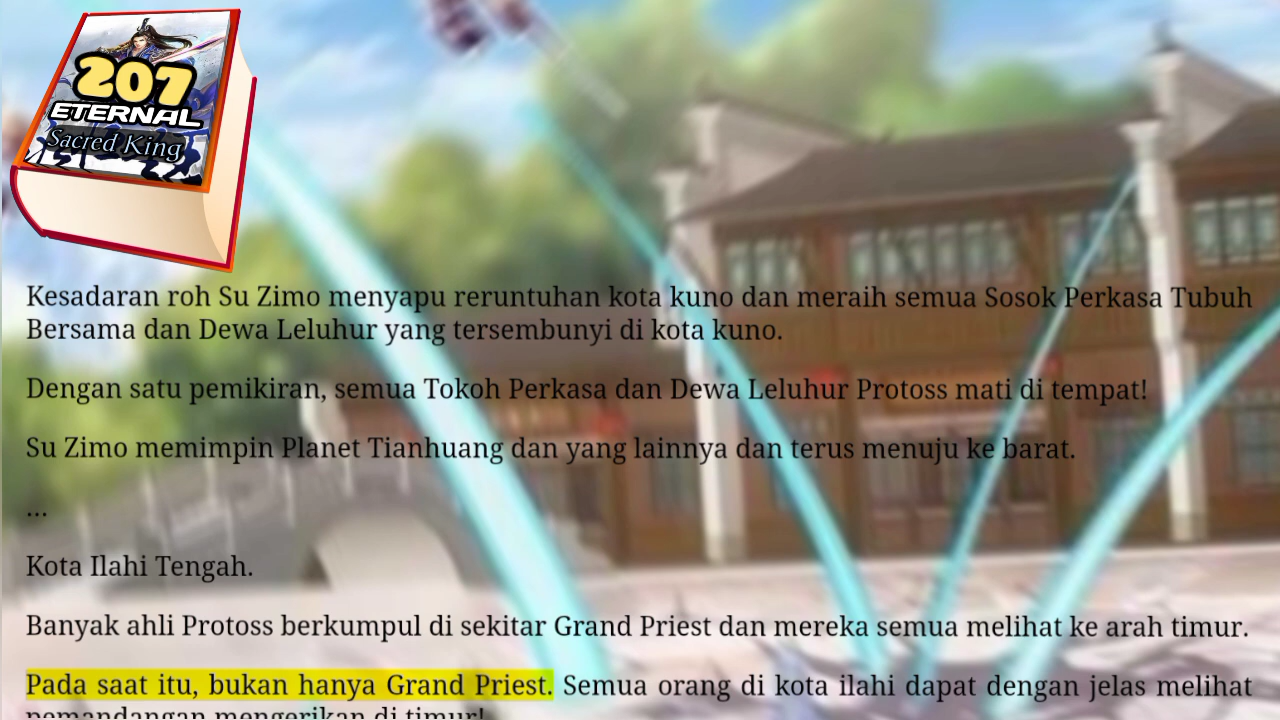 207
ETERNAL
Sacred King
Kesadaran roh Su Zimo menyapu reruntuhan kota kuno dan meraih semua Sosok Perkasa Tubuh
Bersama dan Dewa Leluhur yang tersembunyi di kota kuno.
Dengan satu pemikiran, semua Tokoh Perkasa dan Dewa Leluhur Protoss mati di tempat!
Su Zimo memimpin Planet Tianhuang dan yang lainnya dan terus menuju ke barat.
...
Kota Ilahi Tengah.
Banyak ahli Protoss berkumpul di sekitar Grand Priest dan mereka semua melihat ke arah timur.
Pada saat itu, bukan hanya Grand Priest. Semua orang di kota ilahi dapat dengan jelas melihat
pemandangan mengerikan di timur!